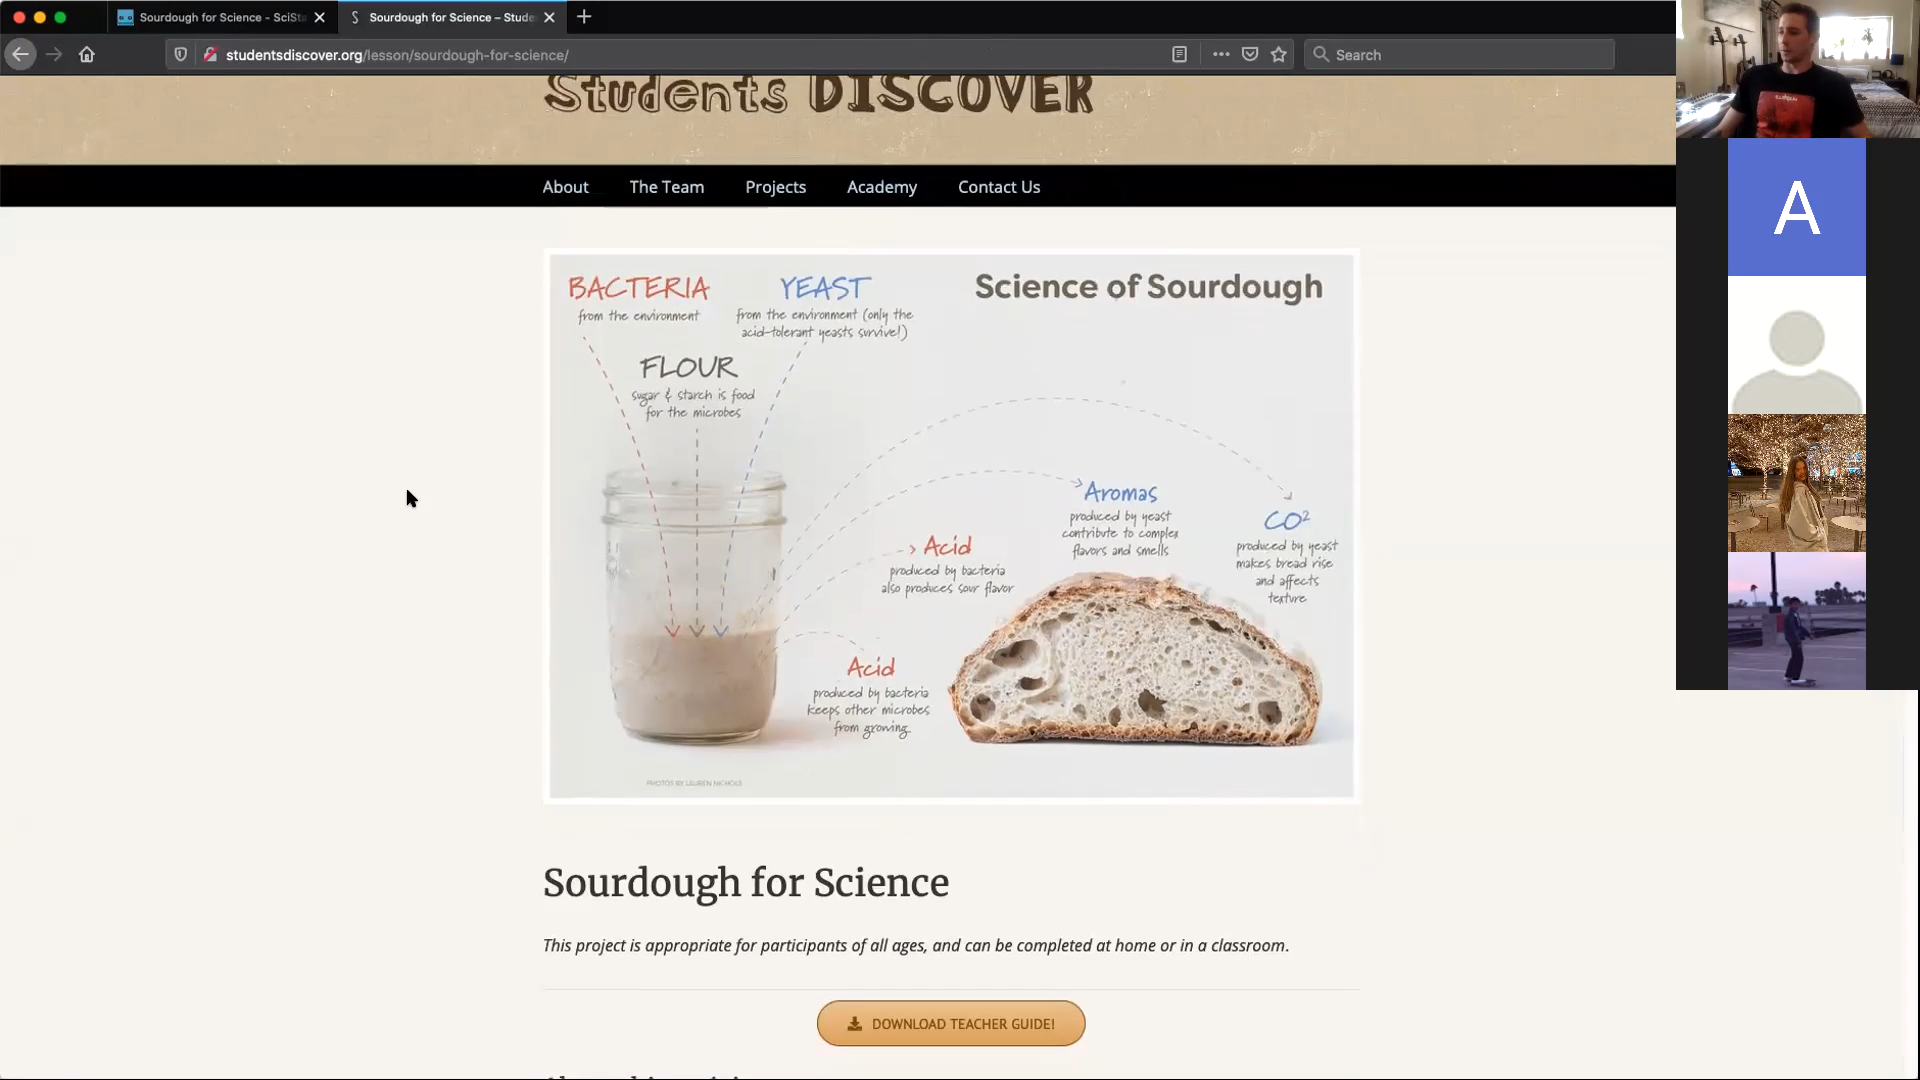 Sourdough for Science - SciSta
Sourdough for Science – Stude
studentsdiscover.org/lesson/sourdough-for-science/
Search
Students DISCOVER
About
The Team
Projects
Academy
Contact Us
Science of Sourdough
BACTERIA
from the environment
YEAST
from the environment (only the
acid-tolerant yeasts survive!)
FLOUR
sugar & starch is food
for the microbes
Aromas
produced by yeast
contribute to complex
flavors and smells
CO²
produced by yeast
makes bread rise
and affects
texture
Acid
produced by bacteria
also produces sour flavor
Acid
produced by bacteria
keeps other microbes
from growing
PHOTOS BY LAUREN NICHOLS
Sourdough for Science
This project is appropriate for participants of all ages, and can be completed at home or in a classroom.
DOWNLOAD TEACHER GUIDE!
A